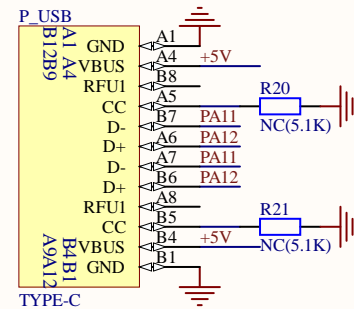 P_USB
A1 A4
B12B9
GND A1
VBUS A4 +5V
RFU1 B8
CC A5 R20
NC(5.1K)
D- B7 PA11
D+ A6 PA12
D- A7 PA11
D+ B6 PA12
RFU1 A8
CC B5 R21
NC(5.1K)
VBUS B4 +5V
GND B1
B4B1
A9A12
TYPE-C